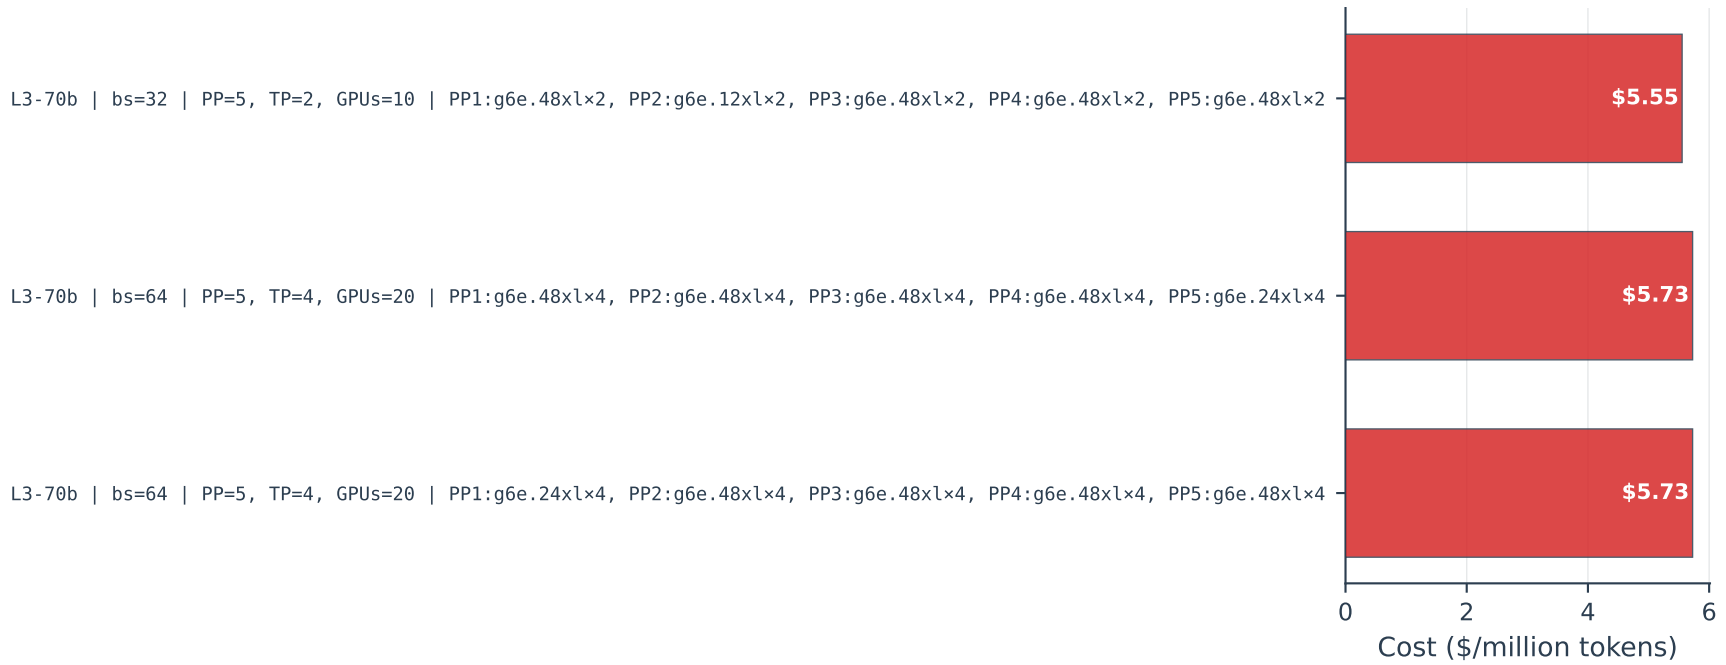 L3-70b | bs=32 | PP=5, TP=2, GPUs=10 | PP1:g6e.48xl×2, PP2:g6e.12xl×2, PP3:g6e.48xl×2, PP4:g6e.48xl×2, PP5:g6e.48xl×2
$5.55
L3-70b | bs=64 | PP=5, TP=4, GPUs=20 | PP1:g6e.48xl×4, PP2:g6e.48xl×4, PP3:g6e.48xl×4, PP4:g6e.48xl×4, PP5:g6e.24xl×4
$5.73
L3-70b | bs=64 | PP=5, TP=4, GPUs=20 | PP1:g6e.24xl×4, PP2:g6e.48xl×4, PP3:g6e.48xl×4, PP4:g6e.48xl×4, PP5:g6e.48xl×4
$5.73
0 2 4 6
Cost ($/million tokens)